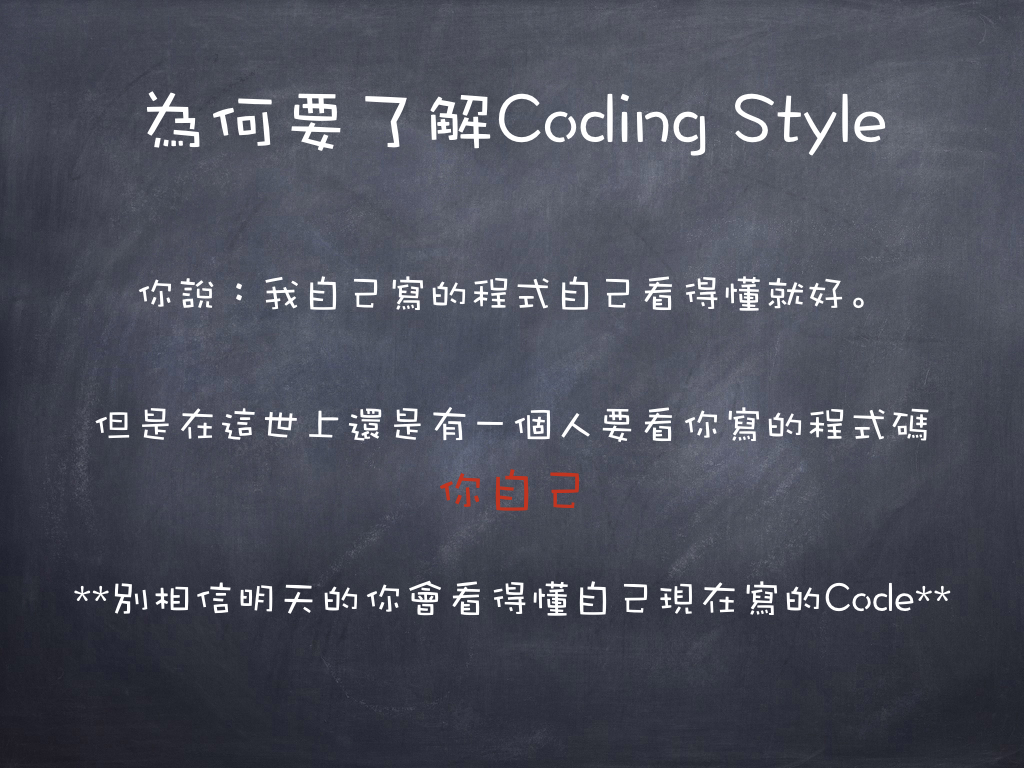 為何要了解Coding Style
你說：我自己寫的程式自己看得懂就好。
但是在這世上還是有一個人要看你寫的程式碼
你自己
**別相信明天的你會看得懂自己現在寫的Code**